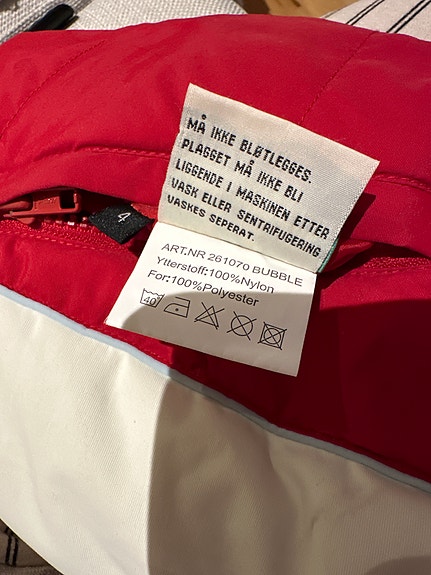 MÅ IKKE BLØTLEGGES.
PLAGGET MÅ IKKE BLI
LIGGENDE I MASKINEN ETTER
VASK ELLER SENTRIFUGERING
VASKES SEPERAT.
4
ART.NR 261070 BUBBLE
Ytterstoff:100%Nylon
For:100%Polyester
40